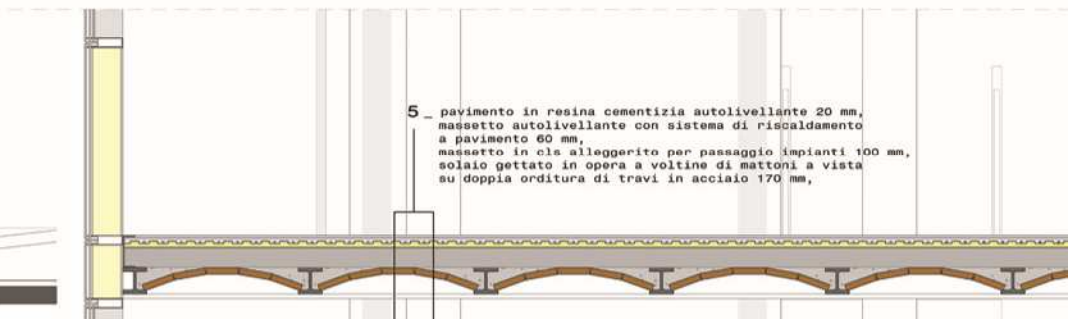 5_ pavimento in resina cementizia autolivellante 20 mm,
massetto autolivellante con sistema di riscaldamento
a pavimento 60 mm,
massetto in cls alleggerito per passaggio impianti 100 mm,
solaio gettato in opera a voltine di mattoni a vista
su doppia orditura di travi in acciaio 170 mm,